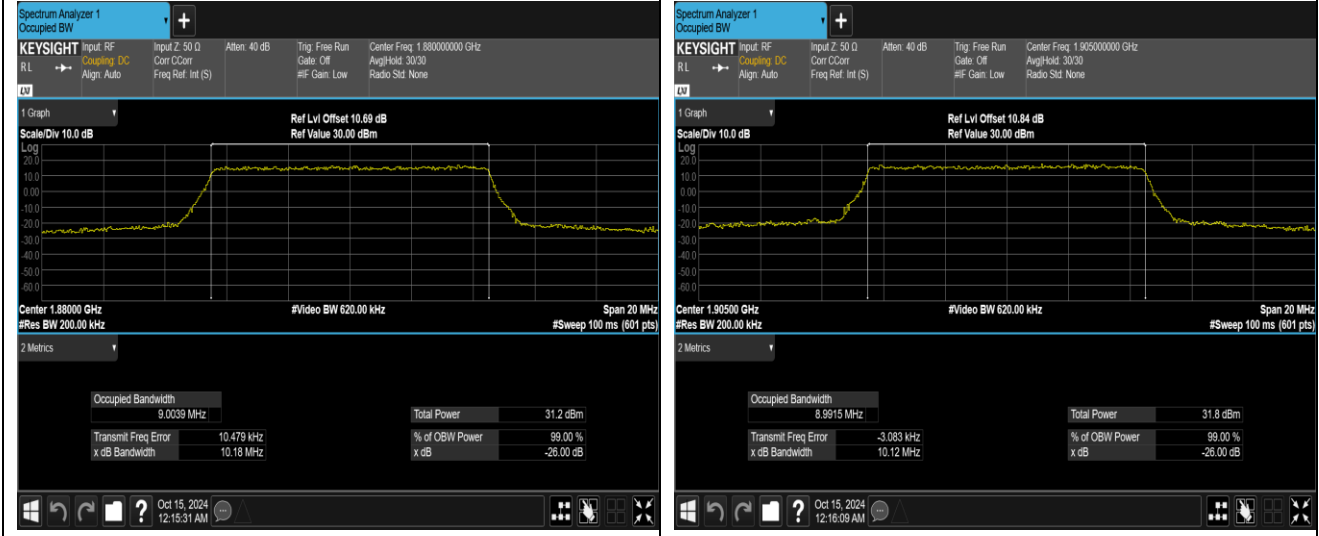 Spectrum Analyzer 1
Occupied BW
+
KEYSIGHT Input: RF Input Z: 50 Ω Atten: 40 dB Trig: Free Run Center Freq: 1.880000000 GHz
RL Coupling: DC Corr CCorr Gate: Off Avg|Hold: 30/30
Align: Auto Freq Ref: Int (S) #IF Gain: Low Radio Std: None
LXI
1 Graph
Ref Lvl Offset 10.69 dB
Scale/Div 10.0 dB Ref Value 30.00 dBm
Log
20.0
10.0
0.00
-10.0
-20.0
-30.0
-40.0
-50.0
-60.0
Center 1.88000 GHz #Video BW 620.00 kHz Span 20 MHz
#Res BW 200.00 kHz #Sweep 100 ms (601 pts)
2 Metrics
Occupied Bandwidth
9.0039 MHz Total Power 31.2 dBm
Transmit Freq Error 10.479 kHz % of OBW Power 99.00 %
x dB Bandwidth 10.18 MHz x dB -26.00 dB
? Oct 15, 2024
12:15:31 AM
Spectrum Analyzer 1
Occupied BW
+
KEYSIGHT Input: RF Input Z: 50 Ω Atten: 40 dB Trig: Free Run Center Freq: 1.905000000 GHz
RL Coupling: DC Corr CCorr Gate: Off Avg|Hold: 30/30
Align: Auto Freq Ref: Int (S) #IF Gain: Low Radio Std: None
LXI
1 Graph
Ref Lvl Offset 10.84 dB
Scale/Div 10.0 dB Ref Value 30.00 dBm
Log
20.0
10.0
0.00
-10.0
-20.0
-30.0
-40.0
-50.0
-60.0
Center 1.90500 GHz #Video BW 620.00 kHz Span 20 MHz
#Res BW 200.00 kHz #Sweep 100 ms (601 pts)
2 Metrics
Occupied Bandwidth
8.9915 MHz Total Power 31.8 dBm
Transmit Freq Error -3.083 kHz % of OBW Power 99.00 %
x dB Bandwidth 10.12 MHz x dB -26.00 dB
? Oct 15, 2024
12:16:09 AM